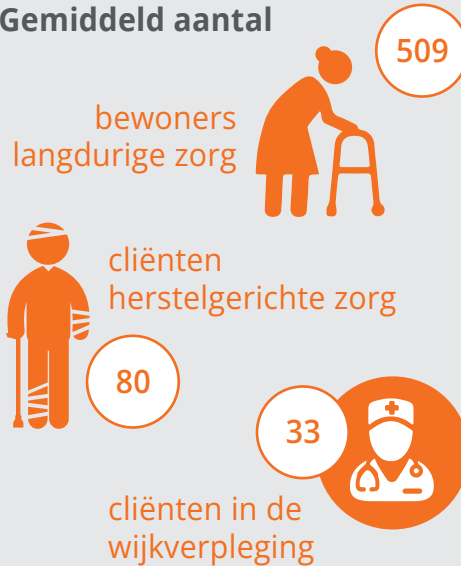 Gemiddeld aantal
509
bewoners
langdurige zorg
cliënten
herstelgerichte zorg
80
33
cliënten in de
wijkverpleging